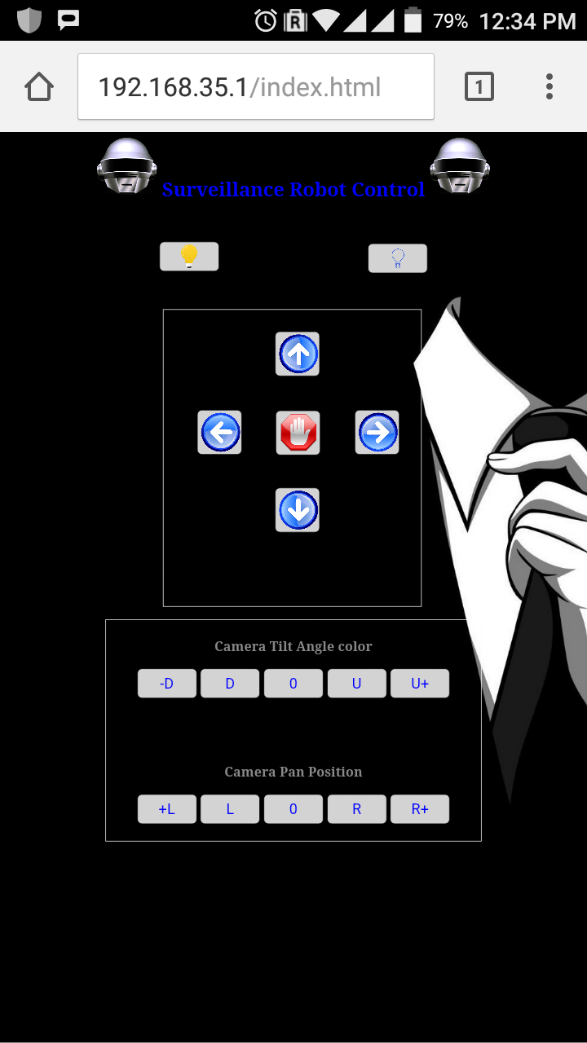 79% 12:34 PM
192.168.35.1/index.html 1
Surveillance Robot Control
Camera Tilt Angle color
-D D 0 U U+
Camera Pan Position
+L L 0 R R+